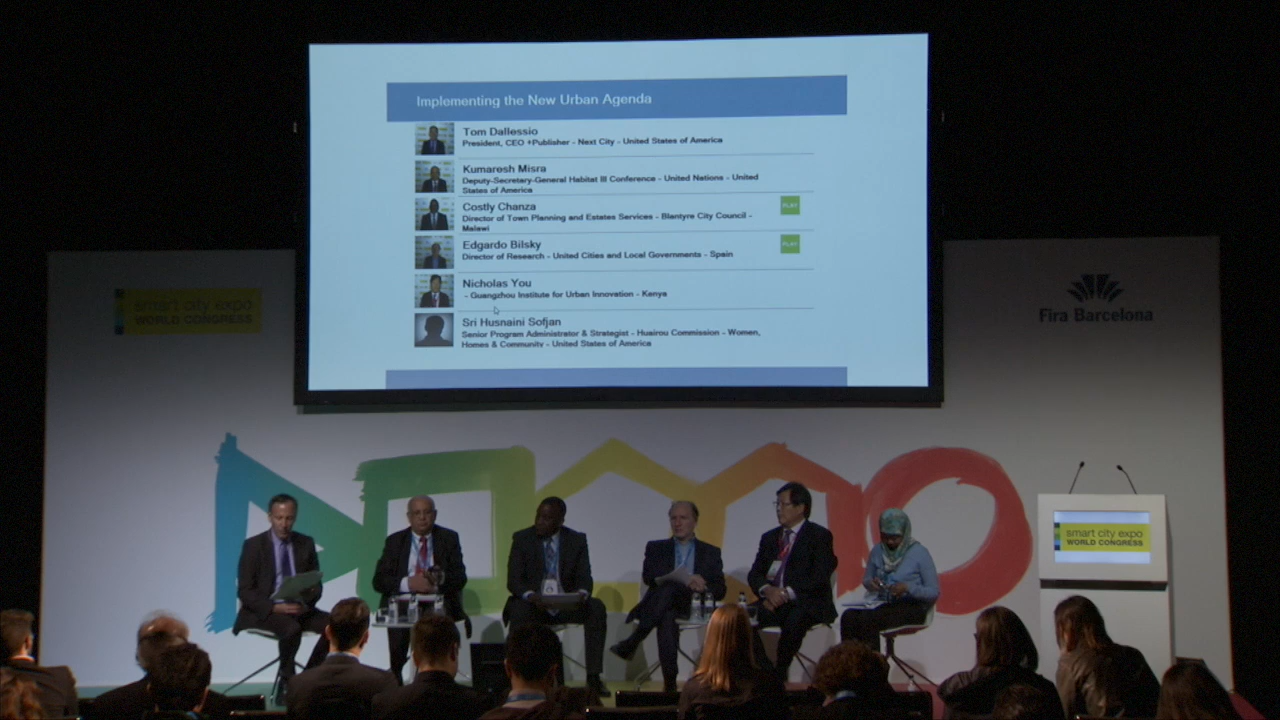 Implementing the New Urban Agenda
Tom Dallessio
President, CEO +Publisher - Next City - United States of America
Kumaresh Misra
Deputy-Secretary-General Habitat III Conference - United Nations - United
States of America
Costly Chanza
PLAY!
Director of Town Planning and Estates Services - Blantyre City Council -
Malawi
Edgardo Bilsky
PLAY!
Director of Research - United Cities and Local Governments - Spain
Nicholas You
- Guangzhou Institute for Urban Innovation - Kenya
Sri Husnaini Sofjan
Senior Program Administrator & Strategist - Huairou Commission - Women,
Homes & Community - United States of America
smart city expo
WORLD CONGRESS
Fira Barcelona
smart city expo
WORLD CONGRESS